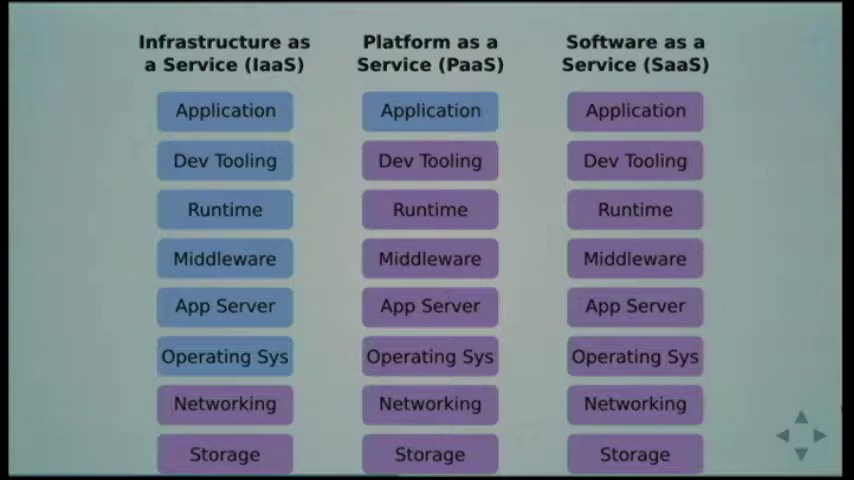 Infrastructure as
a Service (IaaS)
Application
Dev Tooling
Runtime
Middleware
App Server
Operating Sys
Networking
Storage
Platform as a
Service (PaaS)
Application
Dev Tooling
Runtime
Middleware
App Server
Operating Sys
Networking
Storage
Software as a
Service (SaaS)
Application
Dev Tooling
Runtime
Middleware
App Server
Operating Sys
Networking
Storage